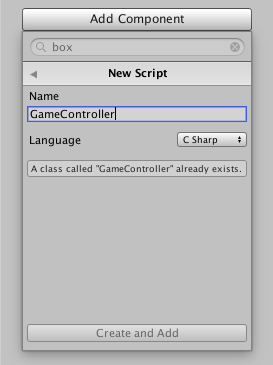 Add Component
box
New Script
Name
GameController
Language C Sharp
A class called "GameController" already exists.
Create and Add